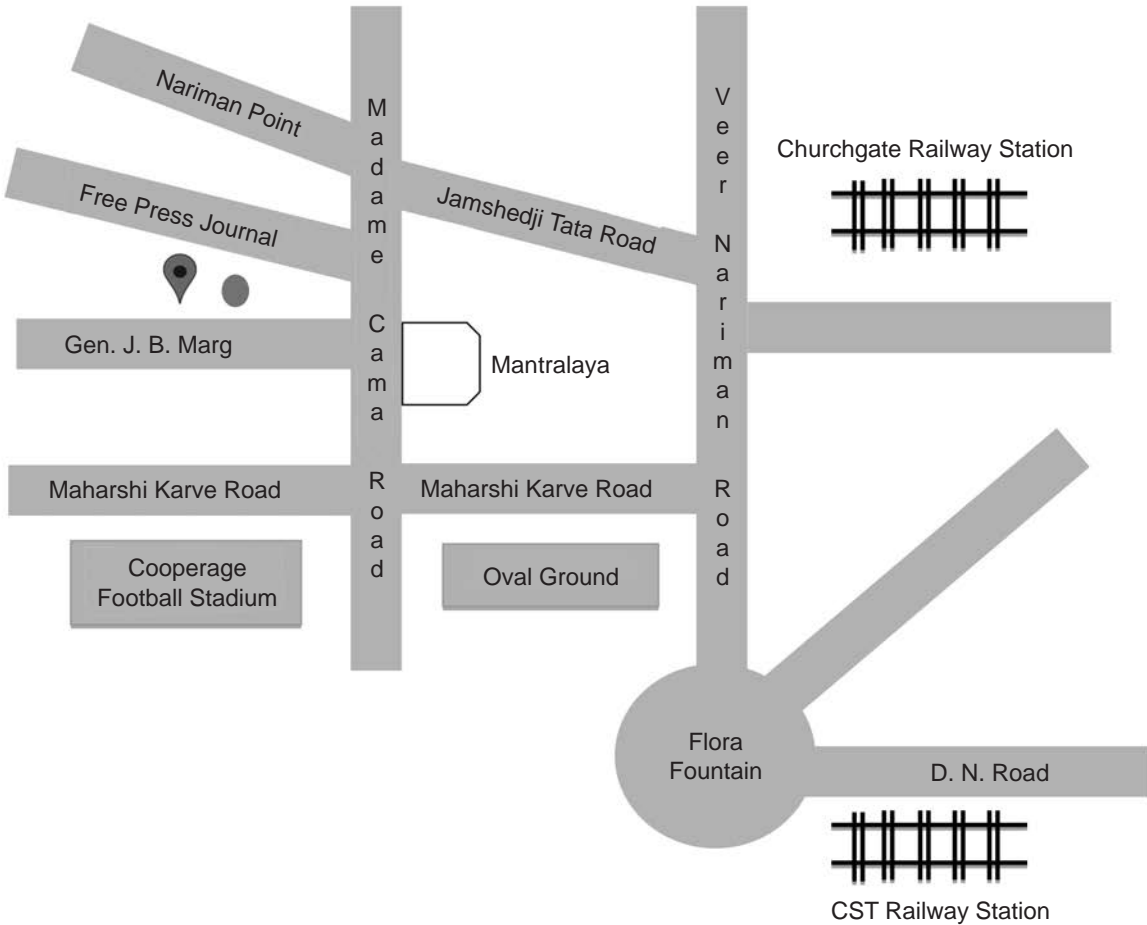 Nariman Point
Madame Cama Road
Veer Nariman Road
Churchgate Railway Station
Free Press Journal
Jamshedji Tata Road
Gen. J. B. Marg
Mantralaya
Maharshi Karve Road
Maharshi Karve Road
Cooperage
Football Stadium
Oval Ground
Flora
Fountain
D. N. Road
CST Railway Station